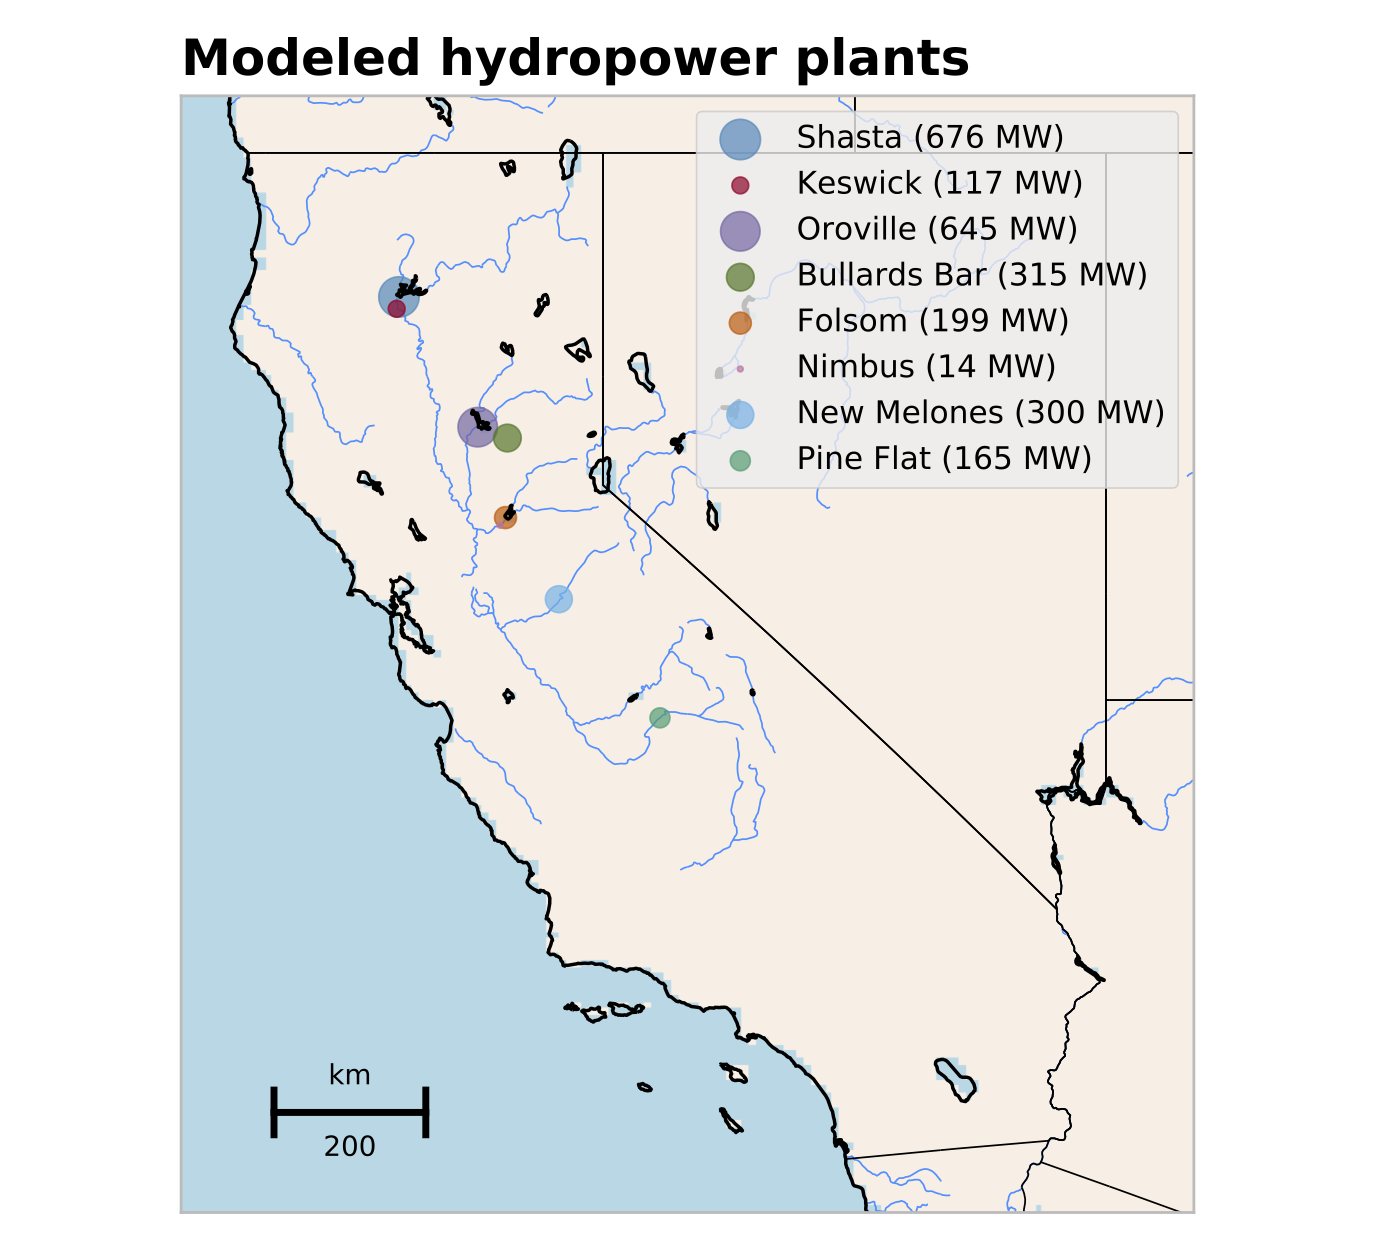 Modeled hydropower plants
Shasta (676 MW)
Keswick (117 MW)
Oroville (645 MW)
Bullards Bar (315 MW)
Folsom (199 MW)
Nimbus (14 MW)
New Melones (300 MW)
Pine Flat (165 MW)
km
200